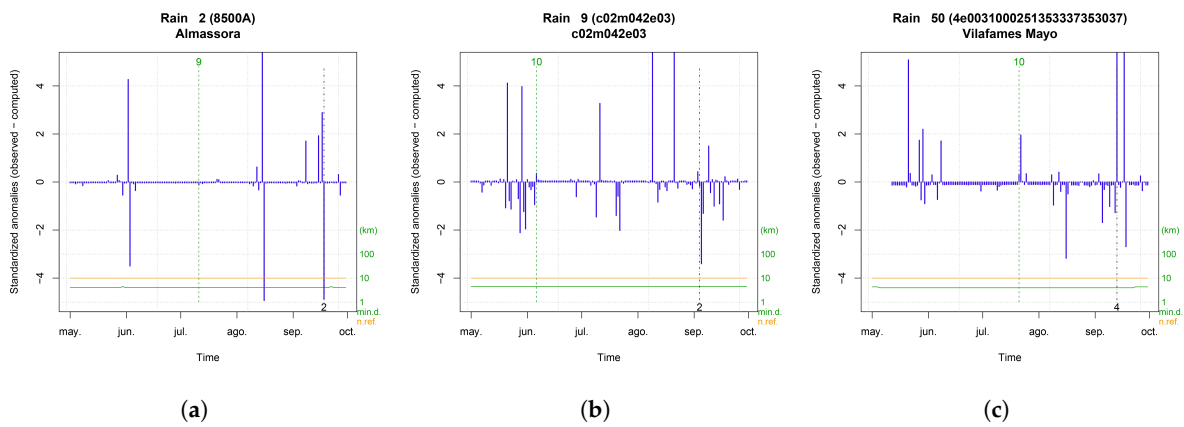 Rain 2 (8500A)
Almassora
Standardized anomalies (observed − computed)
4
2
0
−2
−4
9
2
(km)
100
10
1
min.d.
n.ref.
may. jun. jul. ago. sep. oct.
Time
(a)
Rain 9 (c02m042e03)
c02m042e03
Standardized anomalies (observed − computed)
4
2
0
−2
−4
10
2
(km)
100
10
1
min.d.
n.ref.
may. jun. jul. ago. sep. oct.
Time
(b)
Rain 50 (4e0031000251353337353037)
Vilafames Mayo
Standardized anomalies (observed − computed)
4
2
0
−2
−4
10
4
(km)
100
10
1
min.d.
n.ref.
may. jun. jul. ago. sep. oct.
Time
(c)